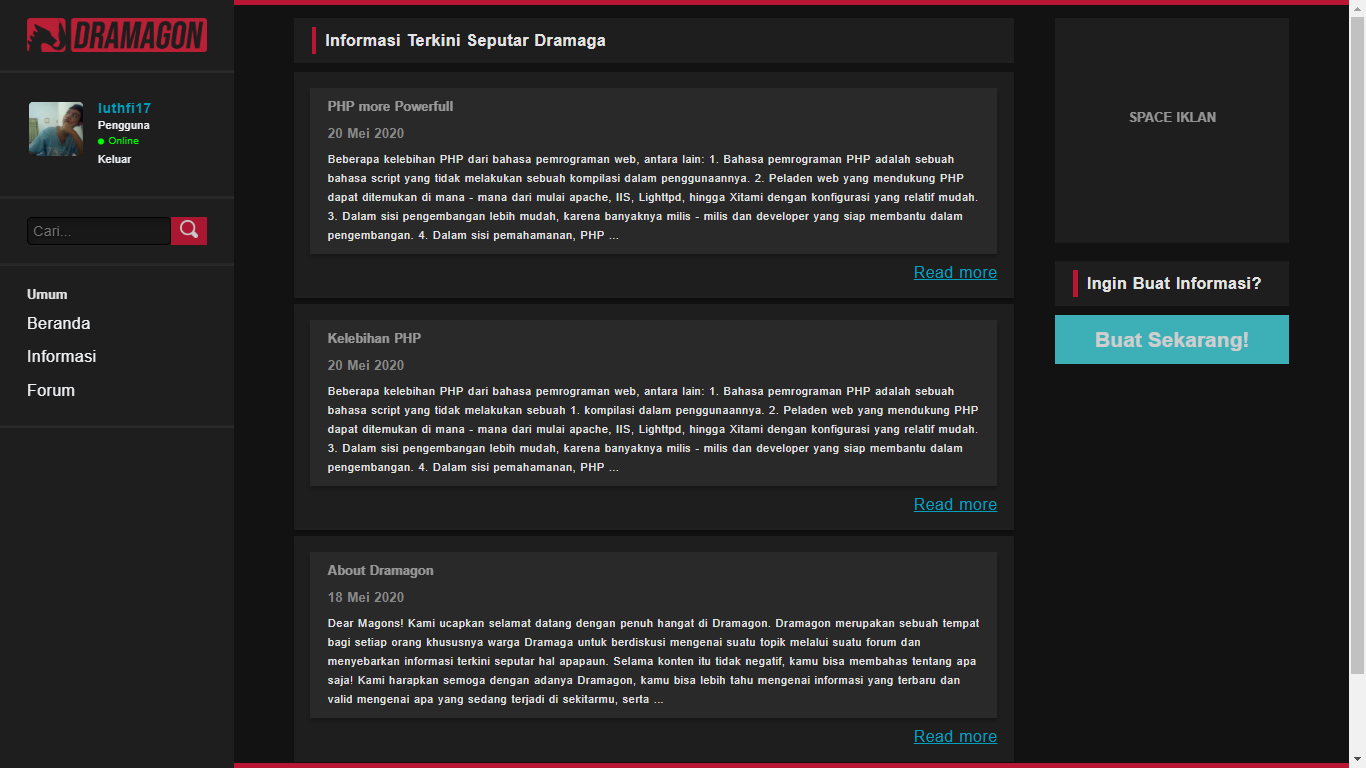 DRAMAGON
luthfi17
Pengguna
Online
Keluar
Cari...
Umum
Beranda
Informasi
Forum
Informasi Terkini Seputar Dramaga
PHP more Powerfull
20 Mei 2020
Beberapa kelebihan PHP dari bahasa pemrograman web, antara lain: 1. Bahasa pemrograman PHP adalah sebuah
bahasa script yang tidak melakukan sebuah kompilasi dalam penggunaannya. 2. Peladen web yang mendukung PHP
dapat ditemukan di mana - mana dari mulai apache, IIS, Lighttpd, hingga Xitami dengan konfigurasi yang relatif mudah.
3. Dalam sisi pengembangan lebih mudah, karena banyaknya milis - milis dan developer yang siap membantu dalam
pengembangan. 4. Dalam sisi pemahamanan, PHP ...
Read more
Kelebihan PHP
20 Mei 2020
Beberapa kelebihan PHP dari bahasa pemrograman web, antara lain: 1. Bahasa pemrograman PHP adalah sebuah
bahasa script yang tidak melakukan sebuah 1. kompilasi dalam penggunaannya. 2. Peladen web yang mendukung PHP
dapat ditemukan di mana - mana dari mulai apache, IIS, Lighttpd, hingga Xitami dengan konfigurasi yang relatif mudah.
3. Dalam sisi pengembangan lebih mudah, karena banyaknya milis - milis dan developer yang siap membantu dalam
pengembangan. 4. Dalam sisi pemahamanan, PHP ...
Read more
About Dramagon
18 Mei 2020
Dear Magons! Kami ucapkan selamat datang dengan penuh hangat di Dramagon. Dramagon merupakan sebuah tempat
bagi setiap orang khususnya warga Dramaga untuk berdiskusi mengenai suatu topik melalui suatu forum dan
menyebarkan informasi terkini seputar hal apapaun. Selama konten itu tidak negatif, kamu bisa membahas tentang apa
saja! Kami harapkan semoga dengan adanya Dramagon, kamu bisa lebih tahu mengenai informasi yang terbaru dan
valid mengenai apa yang sedang terjadi di sekitarmu, serta ...
Read more
SPACE IKLAN
Ingin Buat Informasi?
Buat Sekarang!